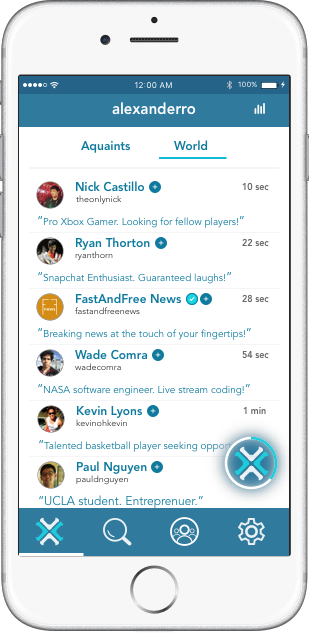 12:00 AM
100%
alexanderro
Aquaints
World
Nick Castillo
10 sec
theonlynick
"Pro Xbox Gamer. Looking for fellow players!"
Ryan Thorton
22 sec
ryanthorn
"Snapchat Enthusiast. Guaranteed laughs!"
FastAndFree News
28 sec
fastandfreenews
"Breaking news at the touch of your fingertips!"
Wade Comra
54 sec
wadecomra
"NASA software engineer. Live stream coding!"
Kevin Lyons
1 min
kevinohkevin
"Talented basketball player seeking opport
Paul Nguyen
pauldnguyen
"UCLA student. Entreprenuer."